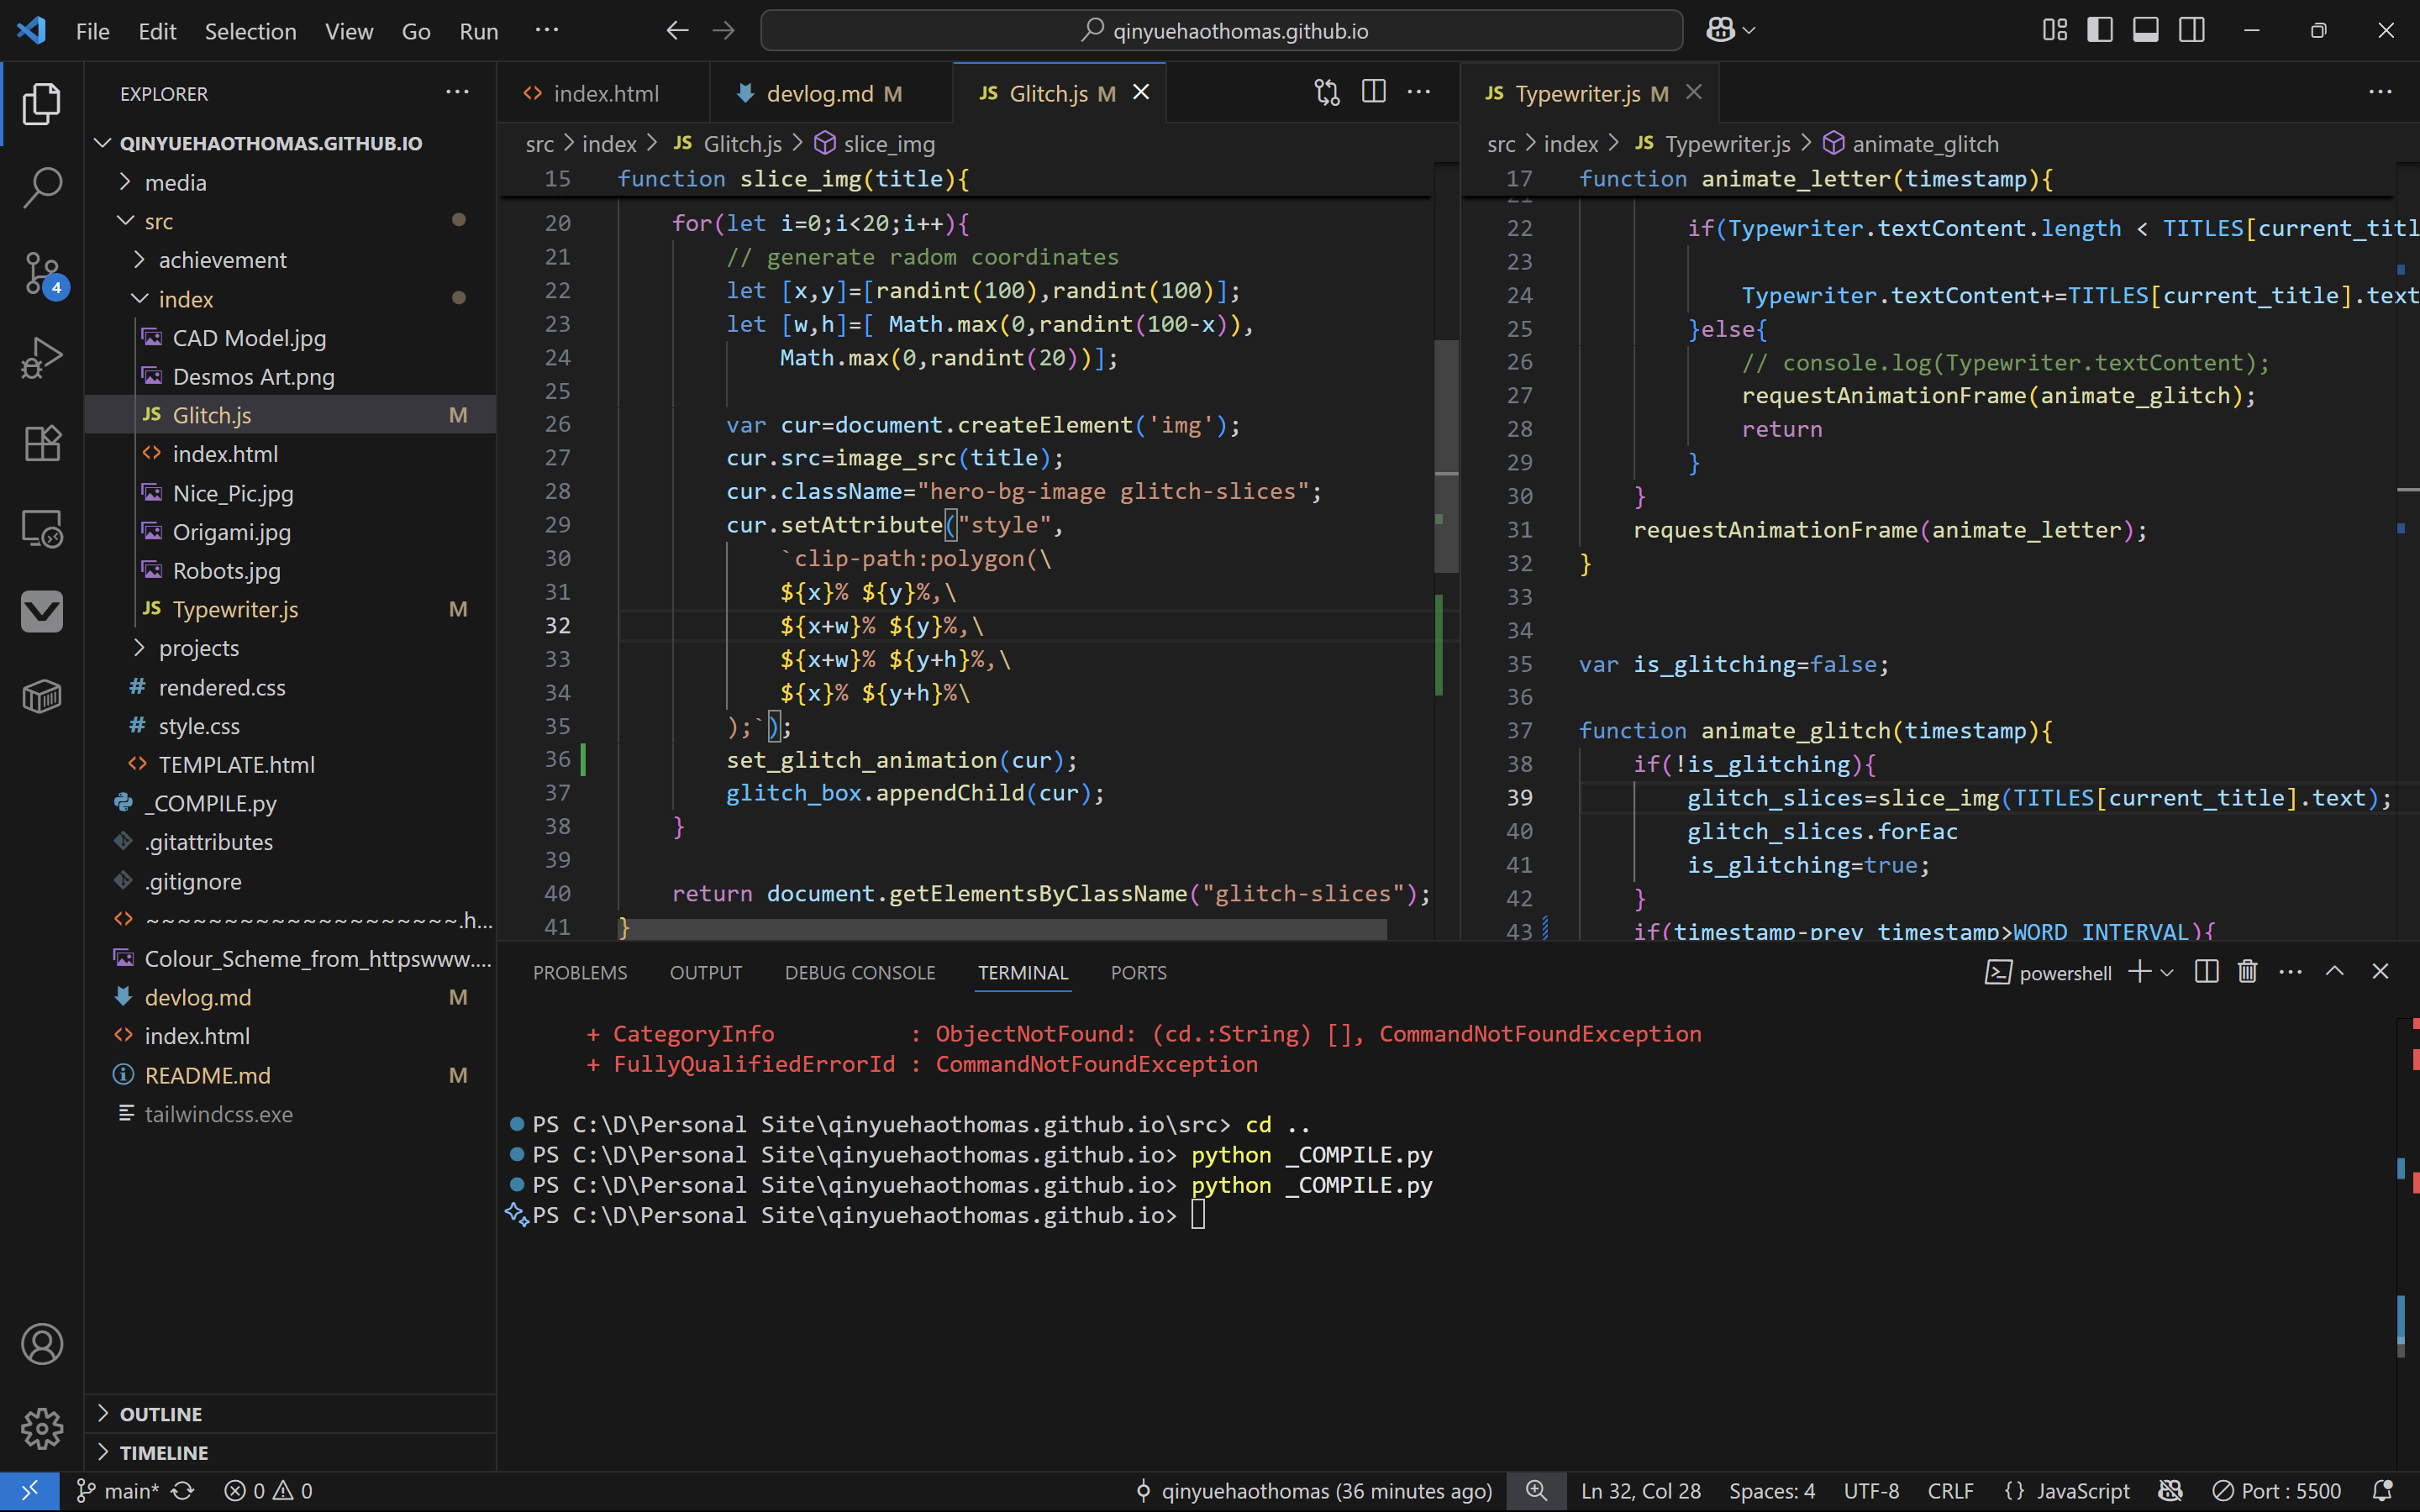 File Edit Selection View Go Run ···
qinyuehaothomas.github.io
EXPLORER
QINYUEHAOTHOMAS.GITHUB.IO
media
src
achievement
index
CAD Model.jpg
Desmos Art.png
Glitch.js M
index.html
Nice_Pic.jpg
Origami.jpg
Robots.jpg
Typewriter.js M
projects
rendered.css
style.css
TEMPLATE.html
_COMPILE.py
.gitattributes
.gitignore
~~~~~~~~~~~~~~~~~~~~.h...
Colour_Scheme_from_httpswww....
devlog.md M
index.html
README.md M
tailwindcss.exe
OUTLINE
TIMELINE
4
index.html
devlog.md M
JS Glitch.js M
src > index > JS Glitch.js > slice_img
15 function slice_img(title){
20 for(let i=0;i<20;i++){
21 // generate radom coordinates
22 let [x,y]=[randint(100),randint(100)];
23 let [w,h]=[ Math.max(0,randint(100-x)),
24 Math.max(0,randint(20))];
25
26 var cur=document.createElement('img');
27 cur.src=image_src(title);
28 cur.className="hero-bg-image glitch-slices";
29 cur.setAttribute("style",
30 `clip-path:polygon(\
31 ${x}% ${y}%,\
32 ${x+w}% ${y}%,\
33 ${x+w}% ${y+h}%,\
34 ${x}% ${y+h}%\
35 );`);
36 set_glitch_animation(cur);
37 glitch_box.appendChild(cur);
38 }
39
40 return document.getElementsByClassName("glitch-slices");
41 }
JS Typewriter.js M
src > index > JS Typewriter.js > animate_glitch
17 function animate_letter(timestamp){
21
22 if(Typewriter.textContent.length < TITLES[current_titl
23
24 Typewriter.textContent+=TITLES[current_title].text
25 }else{
26 // console.log(Typewriter.textContent);
27 requestAnimationFrame(animate_glitch);
28 return
29 }
30 }
31 requestAnimationFrame(animate_letter);
32 }
33
34
35 var is_glitching=false;
36
37 function animate_glitch(timestamp){
38 if(!is_glitching){
39 glitch_slices=slice_img(TITLES[current_title].text);
40 glitch_slices.forEac
41 is_glitching=true;
42 }
43 if(timestamp-prev_timestamp>WORD_INTERVAL){
PROBLEMS OUTPUT DEBUG CONSOLE TERMINAL PORTS
powershell
+ CategoryInfo : ObjectNotFound: (cd.:String) [], CommandNotFoundException
+ FullyQualifiedErrorId : CommandNotFoundException
PS C:\D\Personal Site\qinyuehaothomas.github.io\src> cd ..
PS C:\D\Personal Site\qinyuehaothomas.github.io> python _COMPILE.py
PS C:\D\Personal Site\qinyuehaothomas.github.io> python _COMPILE.py
PS C:\D\Personal Site\qinyuehaothomas.github.io>
main* 0 0 qinyuehaothomas (36 minutes ago) Ln 32, Col 28 Spaces: 4 UTF-8 CRLF {} JavaScript Port : 5500